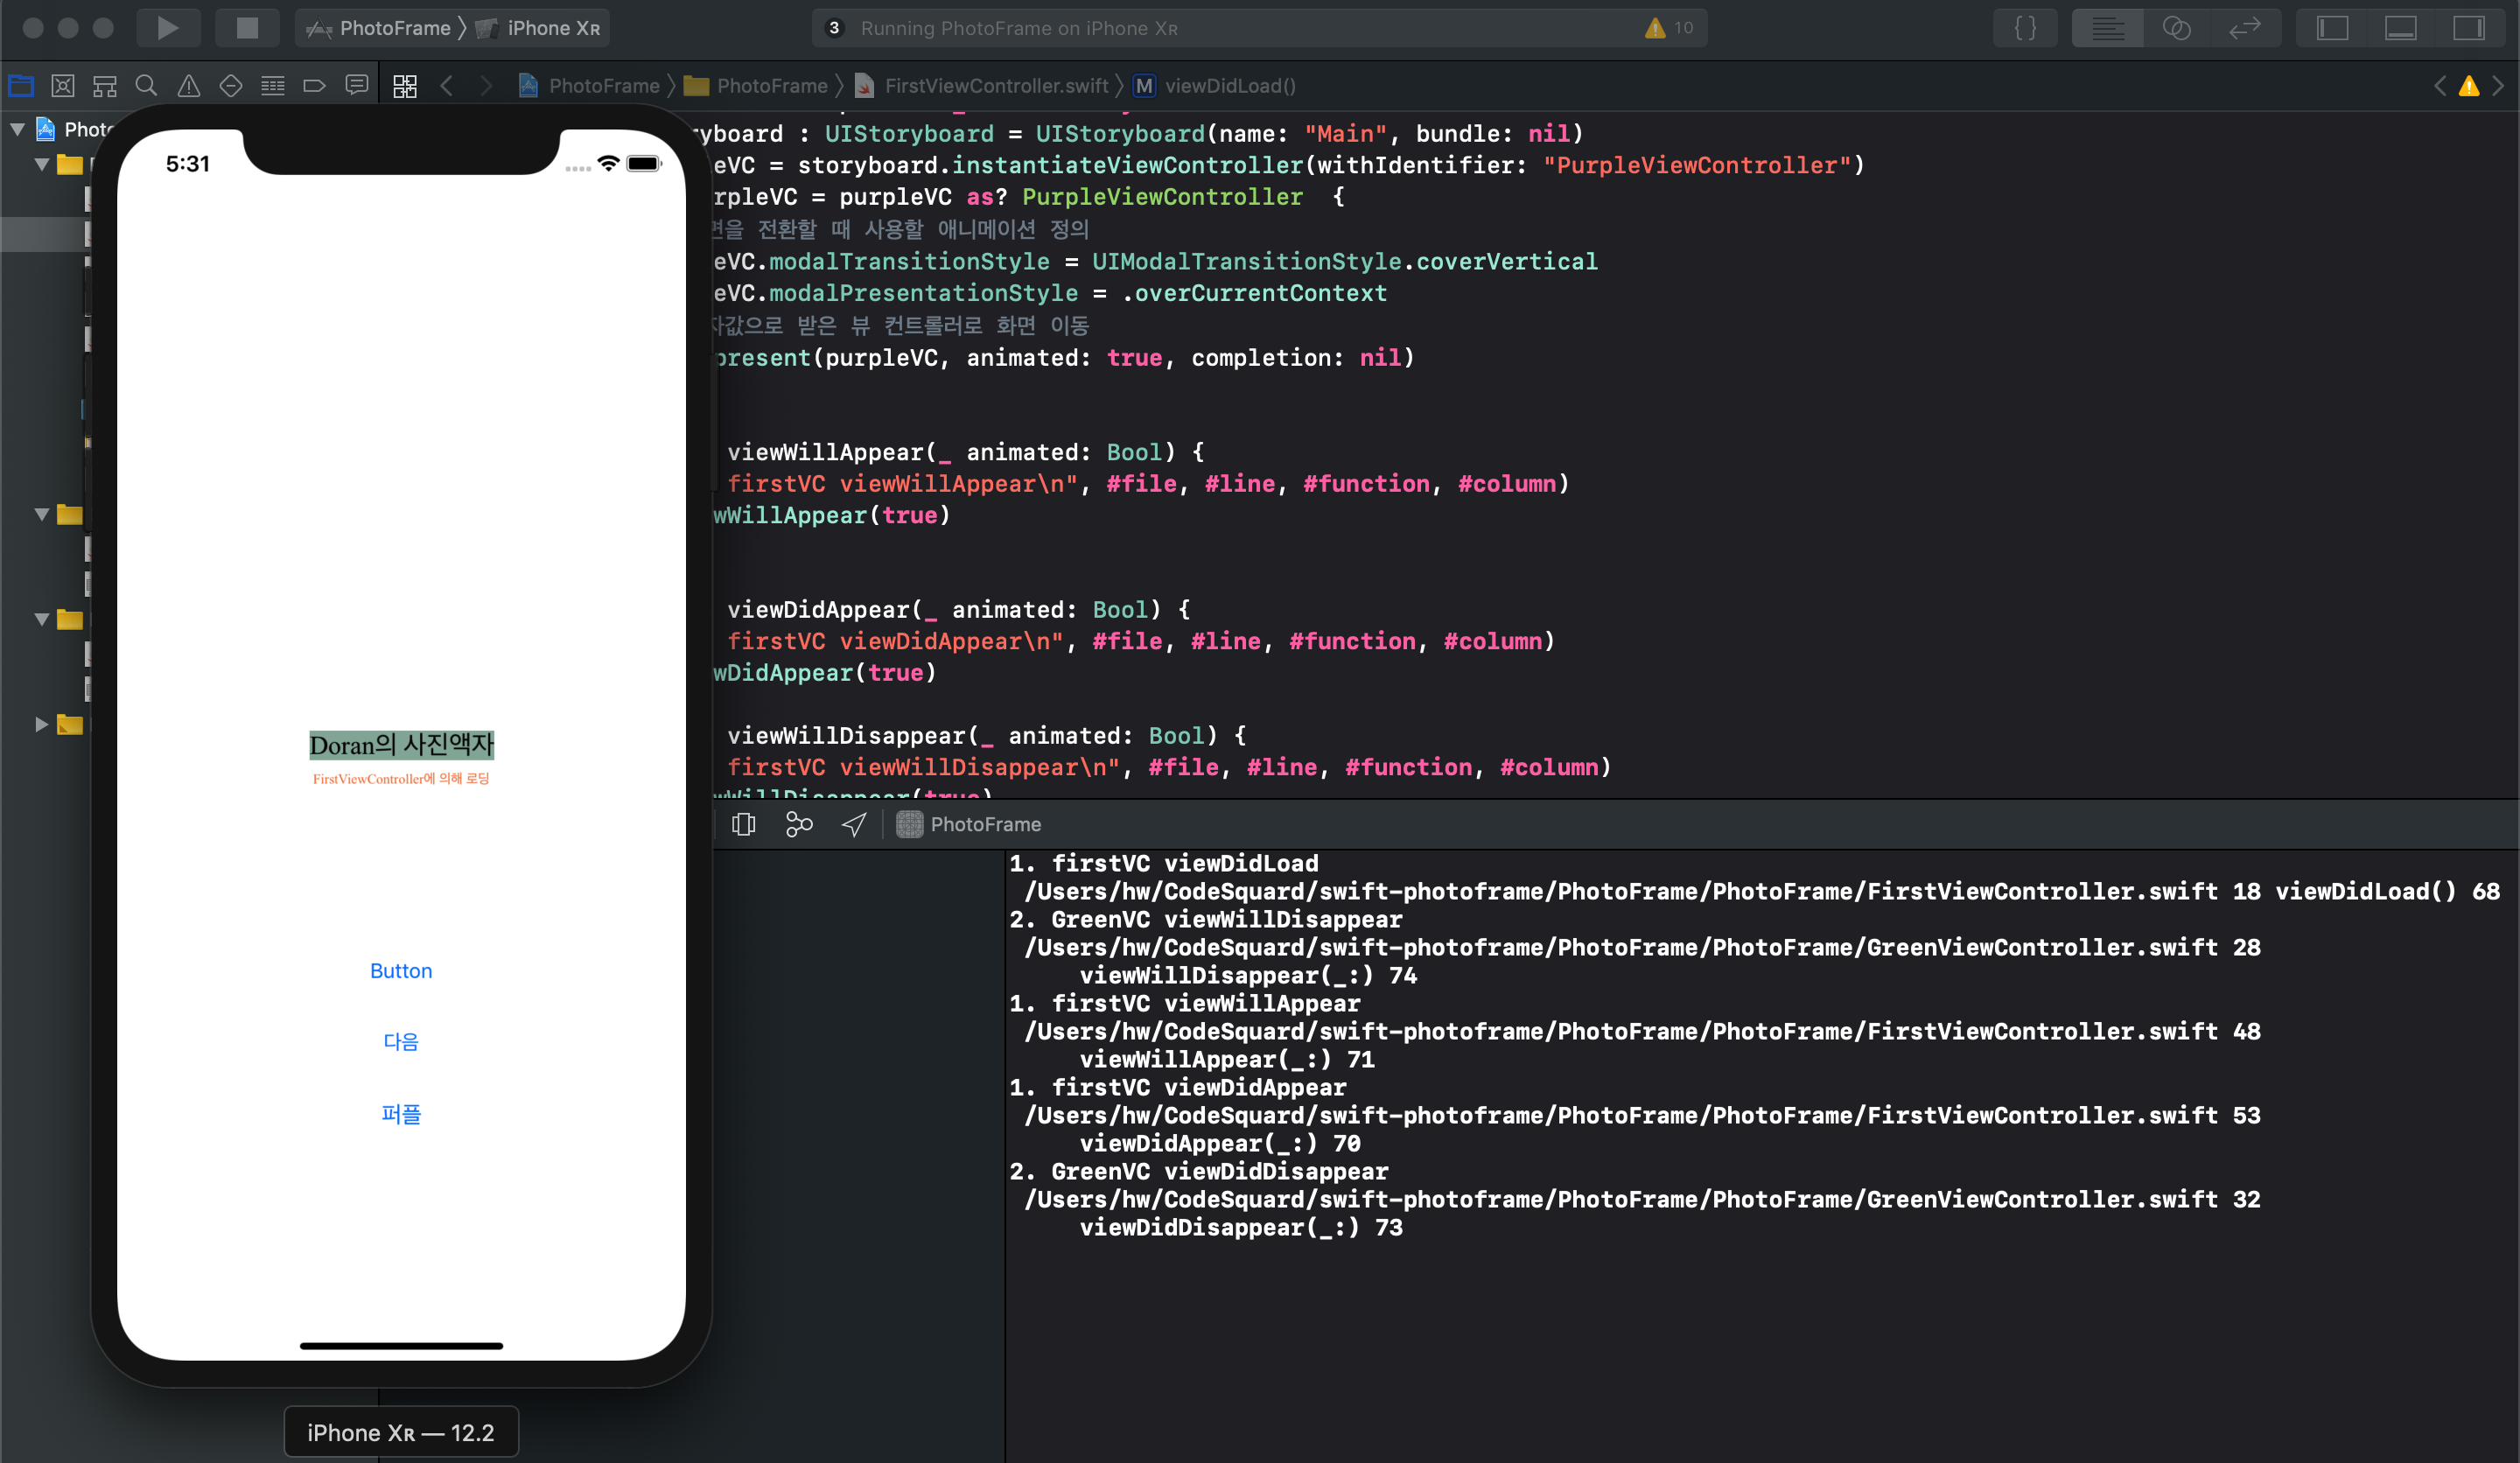 PhotoFrame 〉 iPhone Xʀ
3 Running PhotoFrame on iPhone Xʀ 10
{ }
PhotoFrame 〉 PhotoFrame 〉 FirstViewController.swift 〉 M viewDidLoad()
5:31
Doran의 사진액자
FirstViewController에 의해 로딩
Button
다음
퍼플
iPhone Xʀ — 12.2
yboard : UIStoryboard = UIStoryboard(name: "Main", bundle: nil)
eVC = storyboard.instantiateViewController(withIdentifier: "PurpleViewController")
rpleVC = purpleVC as? PurpleViewController {
면을 전환할 때 사용할 애니메이션 정의
eVC.modalTransitionStyle = UIModalTransitionStyle.coverVertical
eVC.modalPresentationStyle = .overCurrentContext
자값으로 받은 뷰 컨트롤러로 화면 이동
present(purpleVC, animated: true, completion: nil)
viewWillAppear(_ animated: Bool) {
firstVC viewWillAppear\n", #file, #line, #function, #column)
wWillAppear(true)
viewDidAppear(_ animated: Bool) {
firstVC viewDidAppear\n", #file, #line, #function, #column)
wDidAppear(true)
viewWillDisappear(_ animated: Bool) {
firstVC viewWillDisappear\n", #file, #line, #function, #column)
wWillDisappear(true)
PhotoFrame
1. firstVC viewDidLoad
/Users/hw/CodeSquard/swift-photoframe/PhotoFrame/PhotoFrame/FirstViewController.swift 18 viewDidLoad() 68
2. GreenVC viewWillDisappear
/Users/hw/CodeSquard/swift-photoframe/PhotoFrame/PhotoFrame/GreenViewController.swift 28
viewWillDisappear(_:) 74
1. firstVC viewWillAppear
/Users/hw/CodeSquard/swift-photoframe/PhotoFrame/PhotoFrame/FirstViewController.swift 48
viewWillAppear(_:) 71
1. firstVC viewDidAppear
/Users/hw/CodeSquard/swift-photoframe/PhotoFrame/PhotoFrame/FirstViewController.swift 53
viewDidAppear(_:) 70
2. GreenVC viewDidDisappear
/Users/hw/CodeSquard/swift-photoframe/PhotoFrame/PhotoFrame/GreenViewController.swift 32
viewDidDisappear(_:) 73